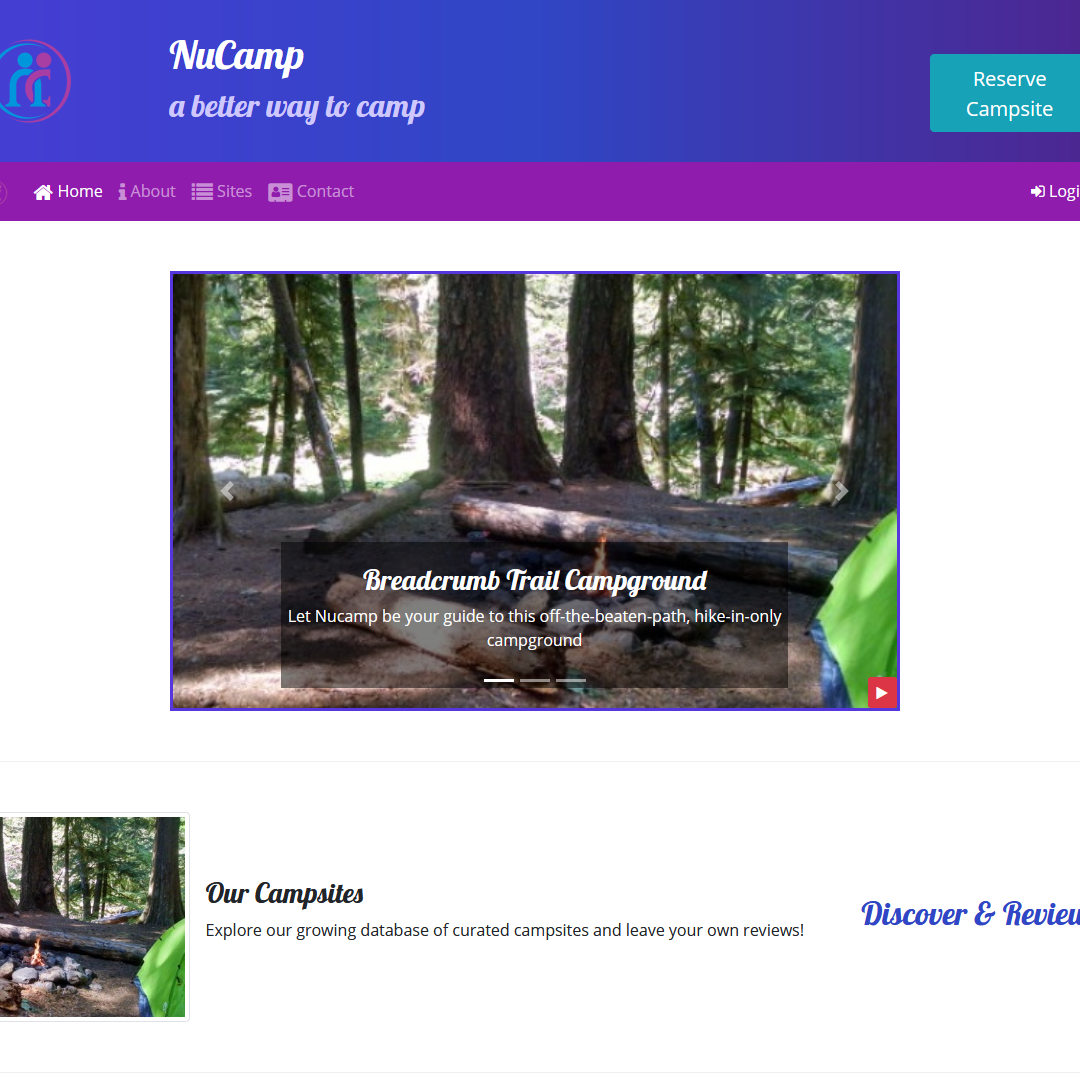 NuCamp
a better way to camp
Reserve
Campsite
Home About Sites Contact
Logi
Breadcrumb Trail Campground
Let Nucamp be your guide to this off-the-beaten-path, hike-in-only
campground
Our Campsites
Explore our growing database of curated campsites and leave your own reviews!
Discover & Review